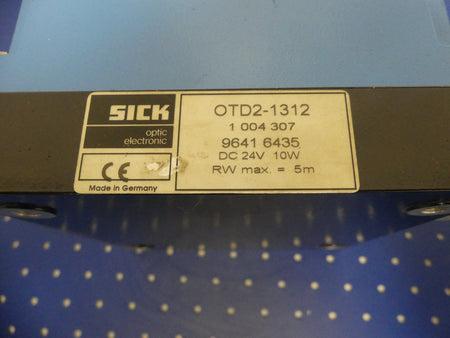 SICK
optic
electronic
CE
Made in Germany
OTD2-1312
1 004 307
9641 6435
DC 24V 10W
RW max. = 5m